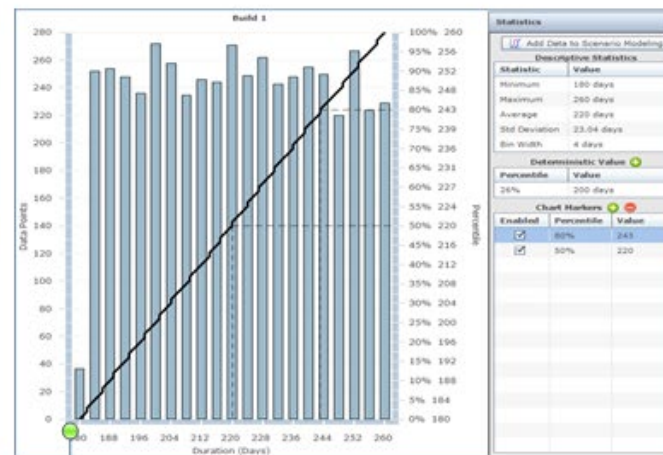 Build 1
280
260
240
220
200
180
160
140
120
100
80
60
40
20
0
Data Points
180 188 196 204 212 220 228 236 244 252 260
Duration (Days)
100% 260
95% 256
90% 252
85% 248
80% 243
75% 239
70% 236
65% 231
60% 227
55% 224
50% 220
45% 216
40% 212
35% 208
30% 204
25% 200
20% 196
15% 192
10% 188
5% 184
0% 180
Percentile
Statistics
Add Data to Scenario Modeling
Descriptive Statistics
Statistic Value
Minimum 180 days
Maximum 260 days
Average 220 days
Std Deviation 23.04 days
Bin Width 4 days
Deterministic Value
Percentile Value
26% 200 days
Chart Markers
Enabled Percentile Value
80% 243
50% 220